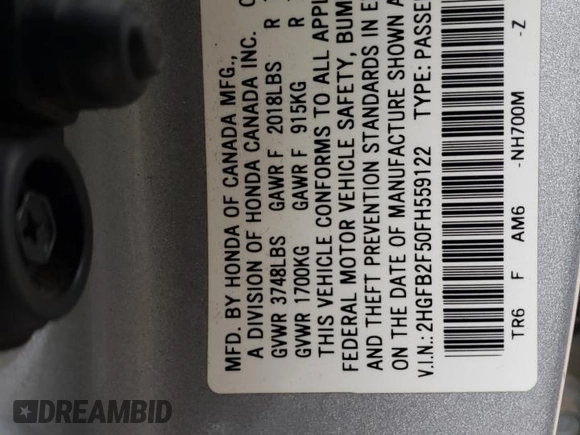 MFD. BY HONDA OF CANADA MFG.,
A DIVISION OF HONDA CANADA INC.
GVWR 3748LBS GAWR F 2018LBS R
GVWR 1700KG GAWR F 915KG R
THIS VEHICLE CONFORMS TO ALL
FEDERAL MOTOR VEHICLE SAFETY,
AND THEFT PREVENTION STANDARDS IN
ON THE DATE OF MANUFACTURE SHOWN
V.I.N.: 2HGFB2F50FH559122 TYPE:
TR6 F AM6 -NH700M -Z
DREAMBID